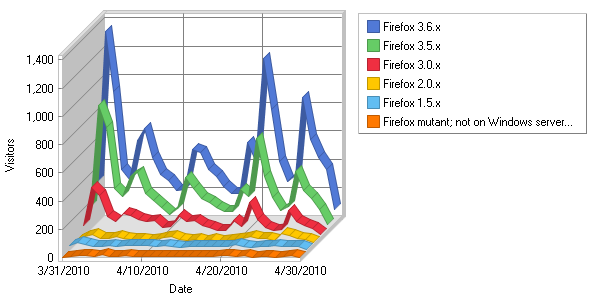 1,400
1,200
1,000
800
600
400
200
0
Visitors
3/31/2010 4/10/2010 4/20/2010 4/30/2010
Date
Firefox 3.6.x
Firefox 3.5.x
Firefox 3.0.x
Firefox 2.0.x
Firefox 1.5.x
Firefox mutant; not on Windows server...